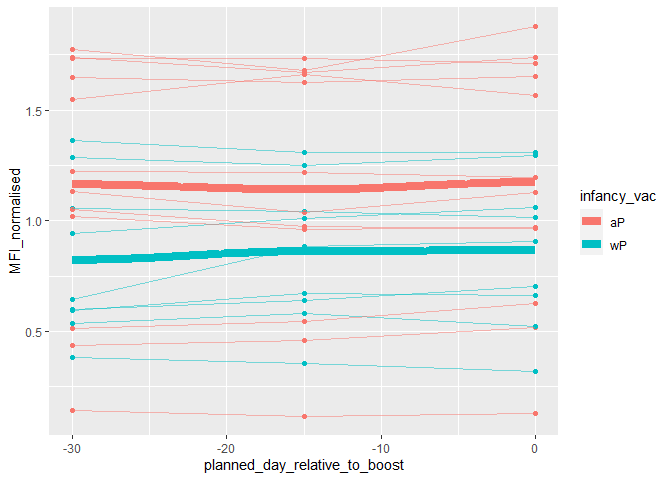 MFI_normalised
1.5
1.0
0.5
-30
-20
-10
0
planned_day_relative_to_boost
infancy_vac
aP
wP